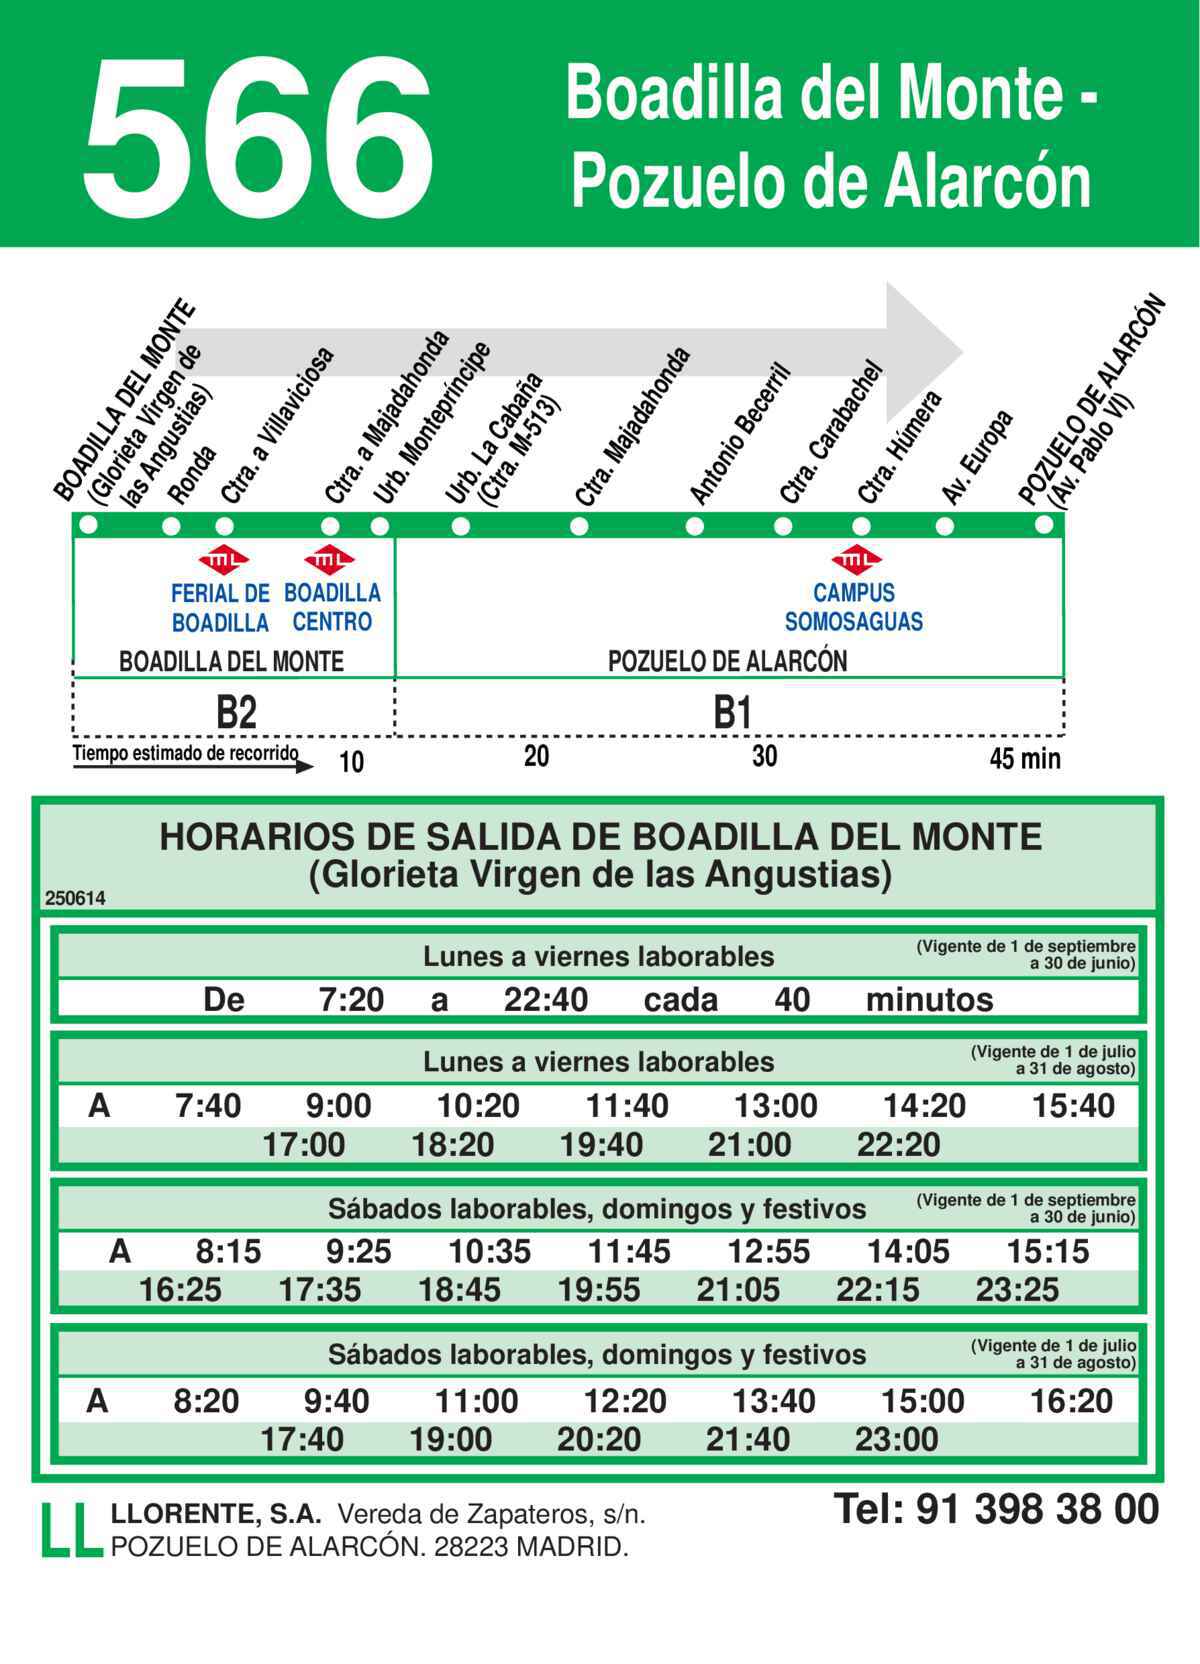 566
Boadilla del Monte -
Pozuelo de Alarcón
BOADILLA DEL MONTE
(Glorieta Virgen de
las Angustias)
Ronda
Ctra. a Villaviciosa
Ctra. a Majadahonda
Urb. Montepríncipe
Urb. La Cabaña
(Ctra. M-513)
Ctra. Majadahonda
Antonio Becerril
Ctra. Carabachel
Ctra. Húmera
Av. Europa
POZUELO DE ALARCÓN
(Av. Pablo VI)
ML
FERIAL DE
BOADILLA
ML
BOADILLA
CENTRO
ML
CAMPUS
SOMOSAGUAS
BOADILLA DEL MONTE
POZUELO DE ALARCÓN
B2
B1
Tiempo estimado de recorrido 10 20 30 45 min
HORARIOS DE SALIDA DE BOADILLA DEL MONTE
(Glorieta Virgen de las Angustias)
250614
Lunes a viernes laborables
(Vigente de 1 de septiembre
a 30 de junio)
De 7:20 a 22:40 cada 40 minutos
Lunes a viernes laborables
(Vigente de 1 de julio
a 31 de agosto)
A 7:40 9:00 10:20 11:40 13:00 14:20 15:40
17:00 18:20 19:40 21:00 22:20
Sábados laborables, domingos y festivos
(Vigente de 1 de septiembre
a 30 de junio)
A 8:15 9:25 10:35 11:45 12:55 14:05 15:15
16:25 17:35 18:45 19:55 21:05 22:15 23:25
Sábados laborables, domingos y festivos
(Vigente de 1 de julio
a 31 de agosto)
A 8:20 9:40 11:00 12:20 13:40 15:00 16:20
17:40 19:00 20:20 21:40 23:00
LL
LLORENTE, S.A. Vereda de Zapateros, s/n.
POZUELO DE ALARCÓN. 28223 MADRID.
Tel: 91 398 38 00